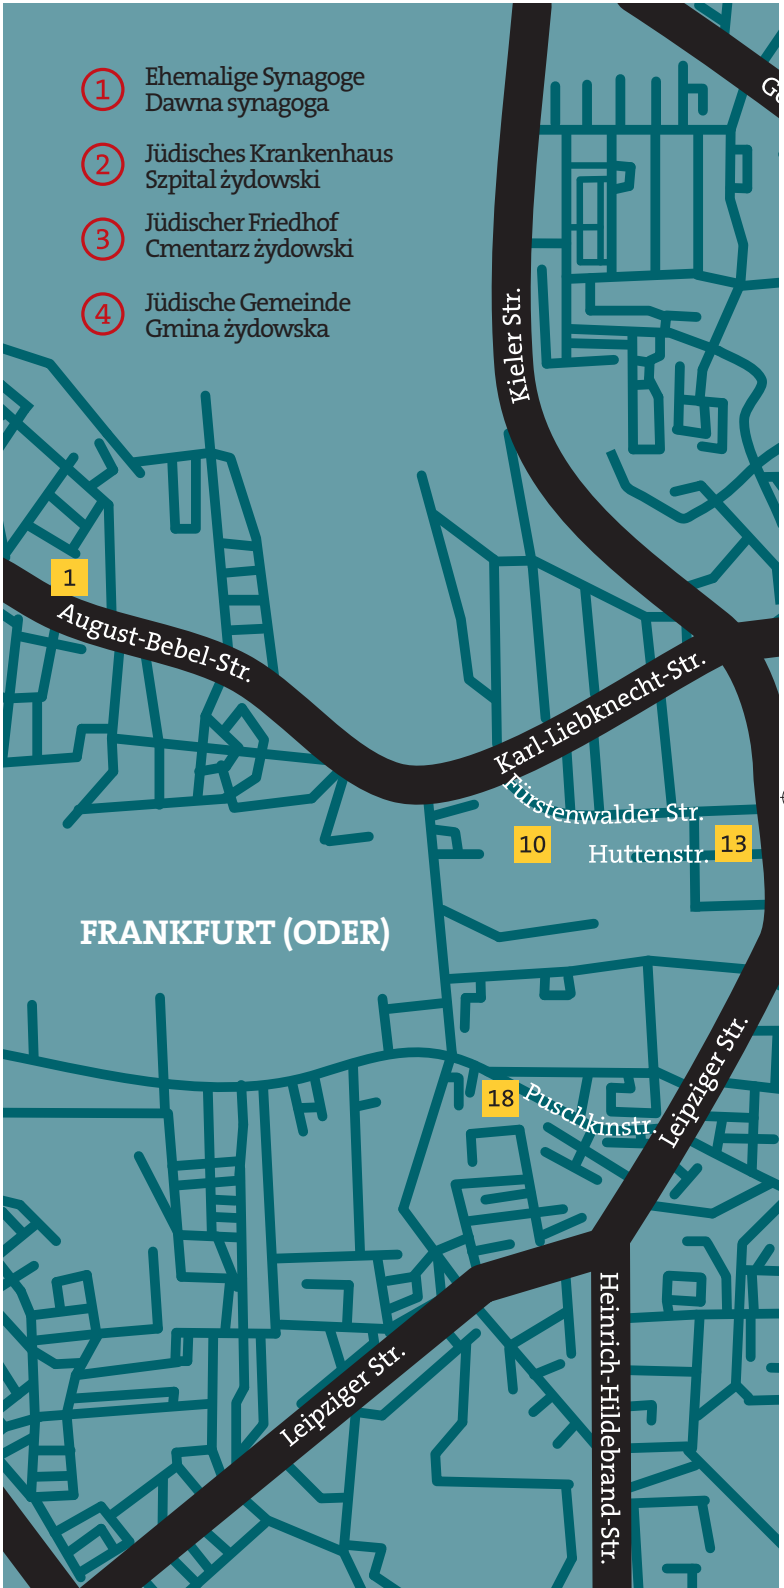 1 Ehemalige Synagoge
Dawna synagoga
2 Jüdisches Krankenhaus
Szpital żydowski
3 Jüdischer Friedhof
Cmentarz żydowski
4 Jüdische Gemeinde
Gmina żydowska
Kieler Str.
1
August-Bebel-Str.
Karl-Liebknecht-Str.
Fürstenwalder Str.
10
Huttenstr.
13
FRANKFURT (ODER)
18
Puschkinstr.
Leipziger Str.
Leipziger Str.
Heinrich-Hildebrand-Str.